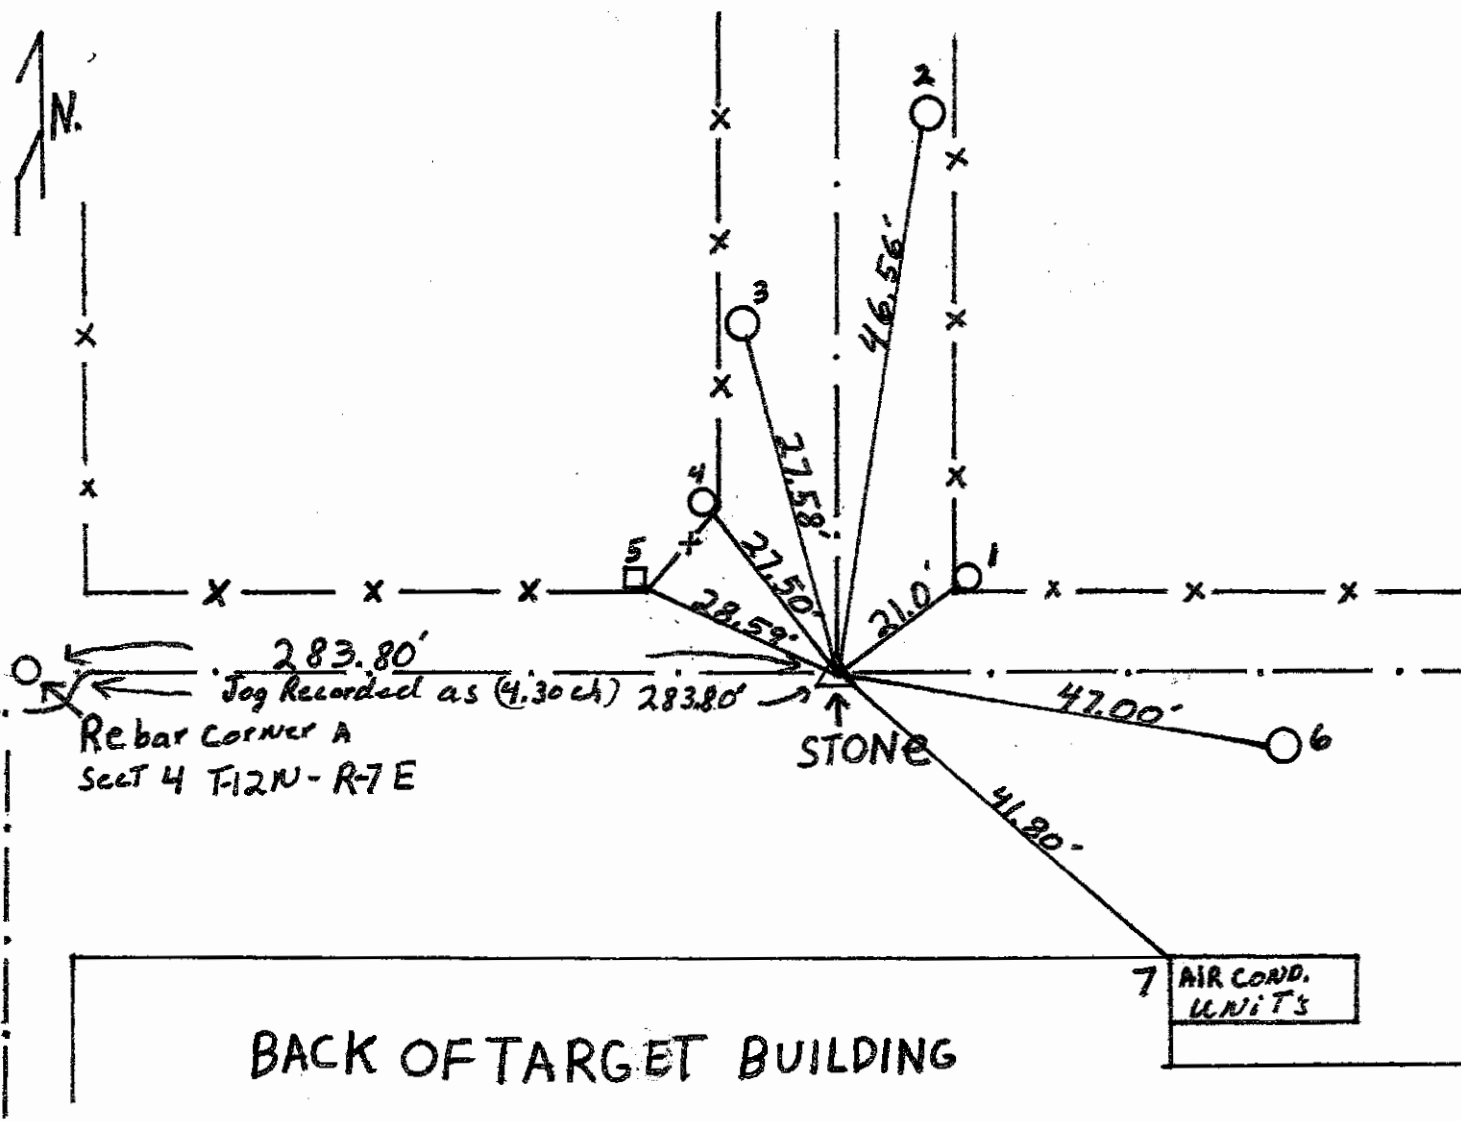 N.
2
3
46.56'
27.58'
4
5
27.50'
28.59'
21.0'
1
283.80'
Jog Recorded as (4.30 ch) 283.80'
Rebar Corner A
Sect 4 T-12N - R-7 E
STONe
47.00'
6
41.80'
7
AIR COND.
UNiT's
BACK OF TARGET BUILDING